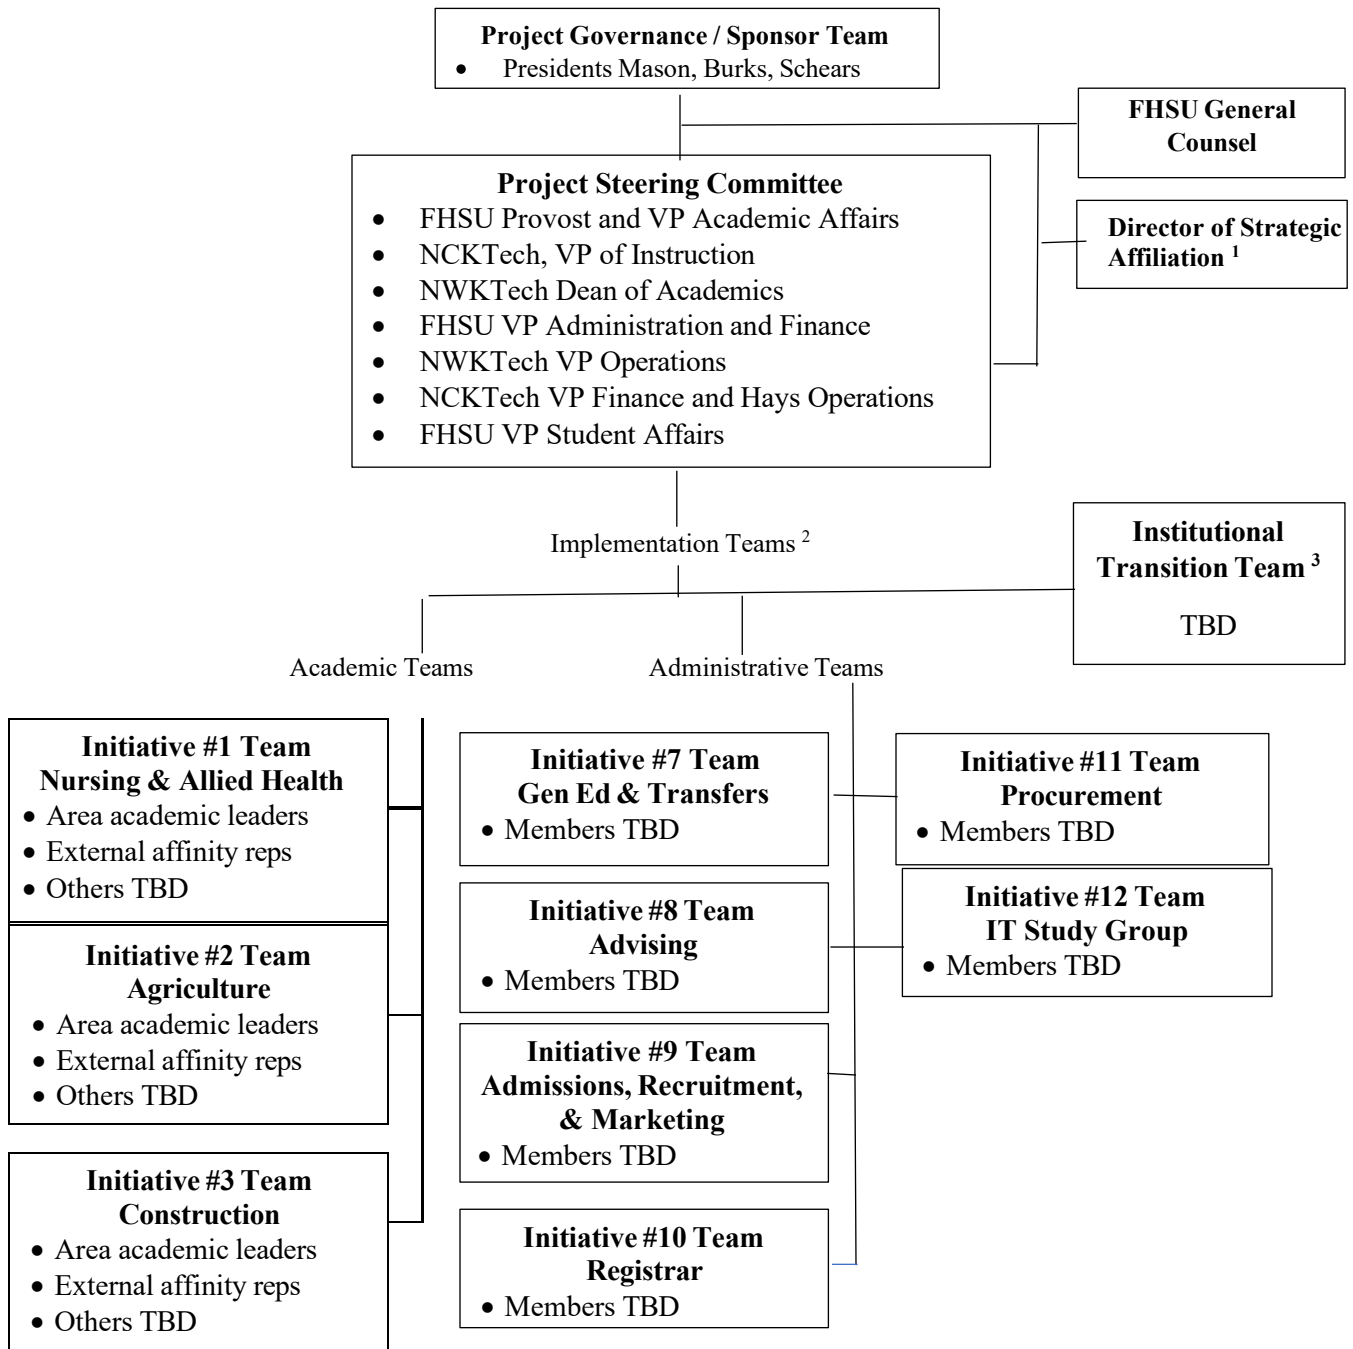 Project Governance / Sponsor Team
• Presidents Mason, Burks, Schears
FHSU General
Counsel
Project Steering Committee
• FHSU Provost and VP Academic Affairs
• NCKTech, VP of Instruction
• NWKTech Dean of Academics
• FHSU VP Administration and Finance
• NWKTech VP Operations
• NCKTech VP Finance and Hays Operations
• FHSU VP Student Affairs
Director of Strategic
Affiliation 1
Implementation Teams 2
Institutional
Transition Team 3
TBD
Academic Teams
Administrative Teams
Initiative #1 Team
Nursing & Allied Health
• Area academic leaders
• External affinity reps
• Others TBD
Initiative #2 Team
Agriculture
• Area academic leaders
• External affinity reps
• Others TBD
Initiative #3 Team
Construction
• Area academic leaders
• External affinity reps
• Others TBD
Initiative #7 Team
Gen Ed & Transfers
• Members TBD
Initiative #8 Team
Advising
• Members TBD
Initiative #9 Team
Admissions, Recruitment,
& Marketing
• Members TBD
Initiative #10 Team
Registrar
• Members TBD
Initiative #11 Team
Procurement
• Members TBD
Initiative #12 Team
IT Study Group
• Members TBD